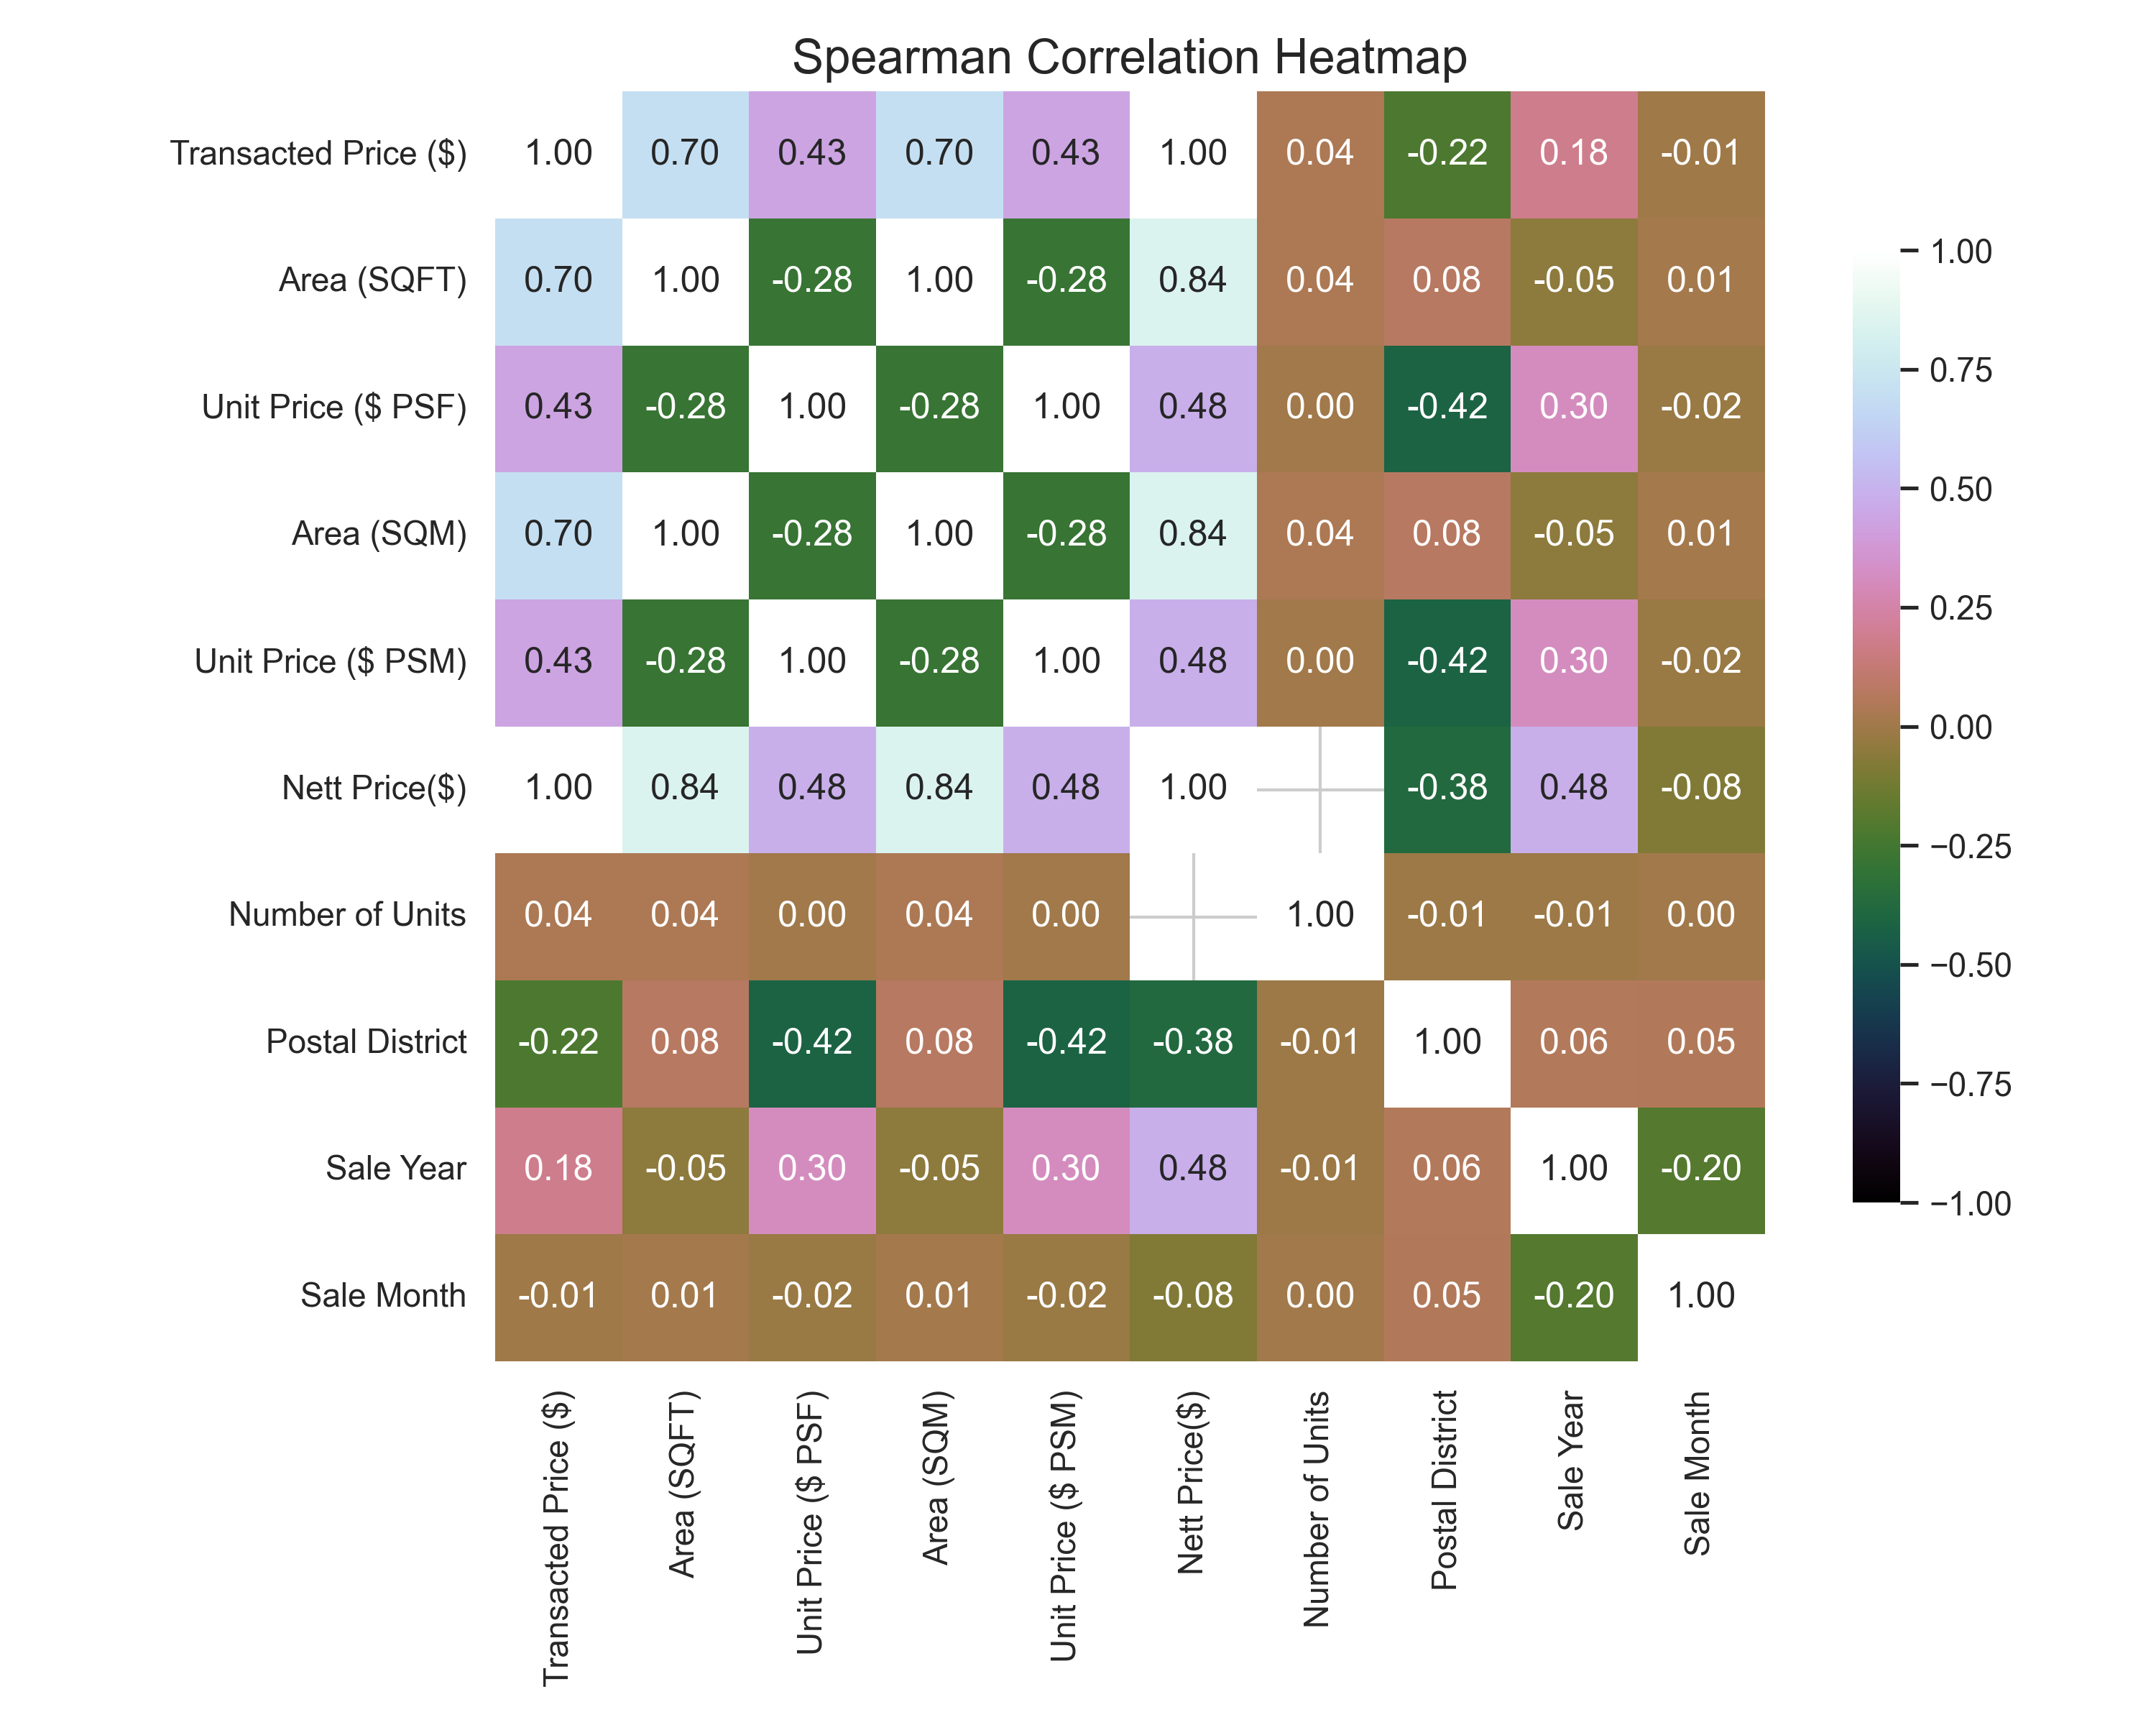 Spearman Correlation Heatmap
Transacted Price ($) 1.00 0.70 0.43 0.70 0.43 1.00 0.04 -0.22 0.18 -0.01
Area (SQFT) 0.70 1.00 -0.28 1.00 -0.28 0.84 0.04 0.08 -0.05 0.01
Unit Price ($ PSF) 0.43 -0.28 1.00 -0.28 1.00 0.48 0.00 -0.42 0.30 -0.02
Area (SQM) 0.70 1.00 -0.28 1.00 -0.28 0.84 0.04 0.08 -0.05 0.01
Unit Price ($ PSM) 0.43 -0.28 1.00 -0.28 1.00 0.48 0.00 -0.42 0.30 -0.02
Nett Price($) 1.00 0.84 0.48 0.84 0.48 1.00 -0.38 0.48 -0.08
Number of Units 0.04 0.04 0.00 0.04 0.00 1.00 -0.01 -0.01 0.00
Postal District -0.22 0.08 -0.42 0.08 -0.42 -0.38 -0.01 1.00 0.06 0.05
Sale Year 0.18 -0.05 0.30 -0.05 0.30 0.48 -0.01 0.06 1.00 -0.20
Sale Month -0.01 0.01 -0.02 0.01 -0.02 -0.08 0.00 0.05 -0.20 1.00
Transacted Price ($)
Area (SQFT)
Unit Price ($ PSF)
Area (SQM)
Unit Price ($ PSM)
Nett Price($)
Number of Units
Postal District
Sale Year
Sale Month
1.00
0.75
0.50
0.25
0.00
−0.25
−0.50
−0.75
−1.00